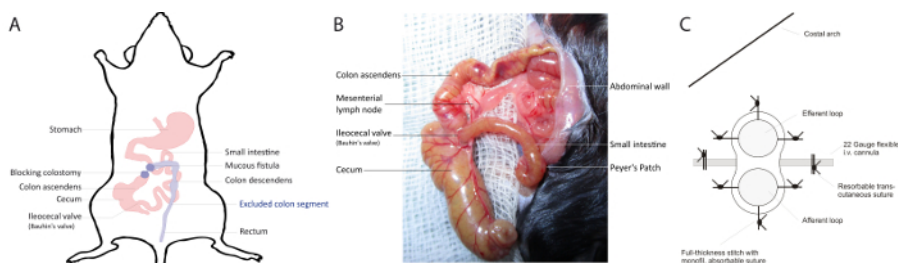 A
Stomach
Small intestine
Mucous fistula
Blocking colostomy
Colon descendens
Colon ascendens
Cecum
Excluded colon segment
Ileocecal valve
(Bauhin's valve)
Rectum
B
Colon ascendens
Abdominal wall
Mesenterial
lymph node
Ileocecal valve
(Bauhin's valve)
Small intestine
Cecum
Peyer's Patch
C
Costal arch
Efferent loop
22 Gauge flexible
i.v. cannula
Resorbable trans-
cutaneous suture
Afferent loop
Full-thickness stitch with
monofil, absorbable suture